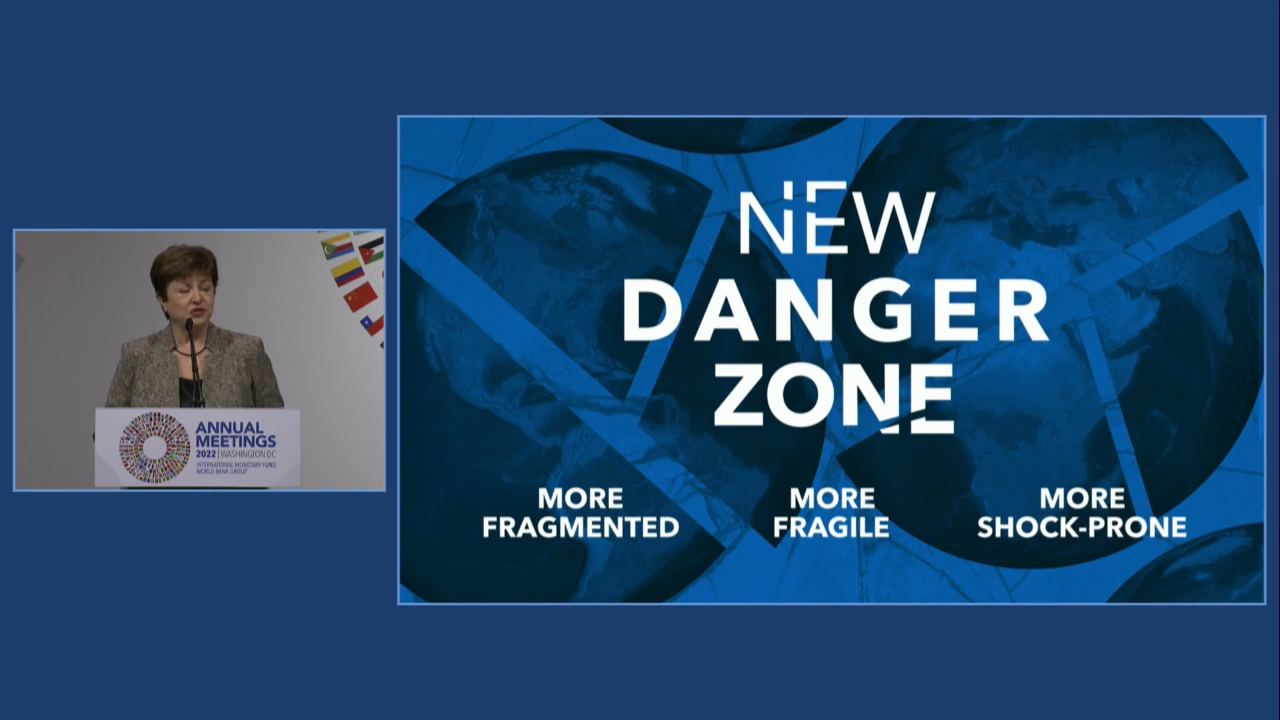 ANNUAL
MEETINGS
2022 | WASHINGTON DC
INTERNATIONAL MONETARY FUND
WORLD BANK GROUP
NEW
DANGER
ZONE
MORE
FRAGMENTED
MORE
FRAGILE
MORE
SHOCK-PRONE